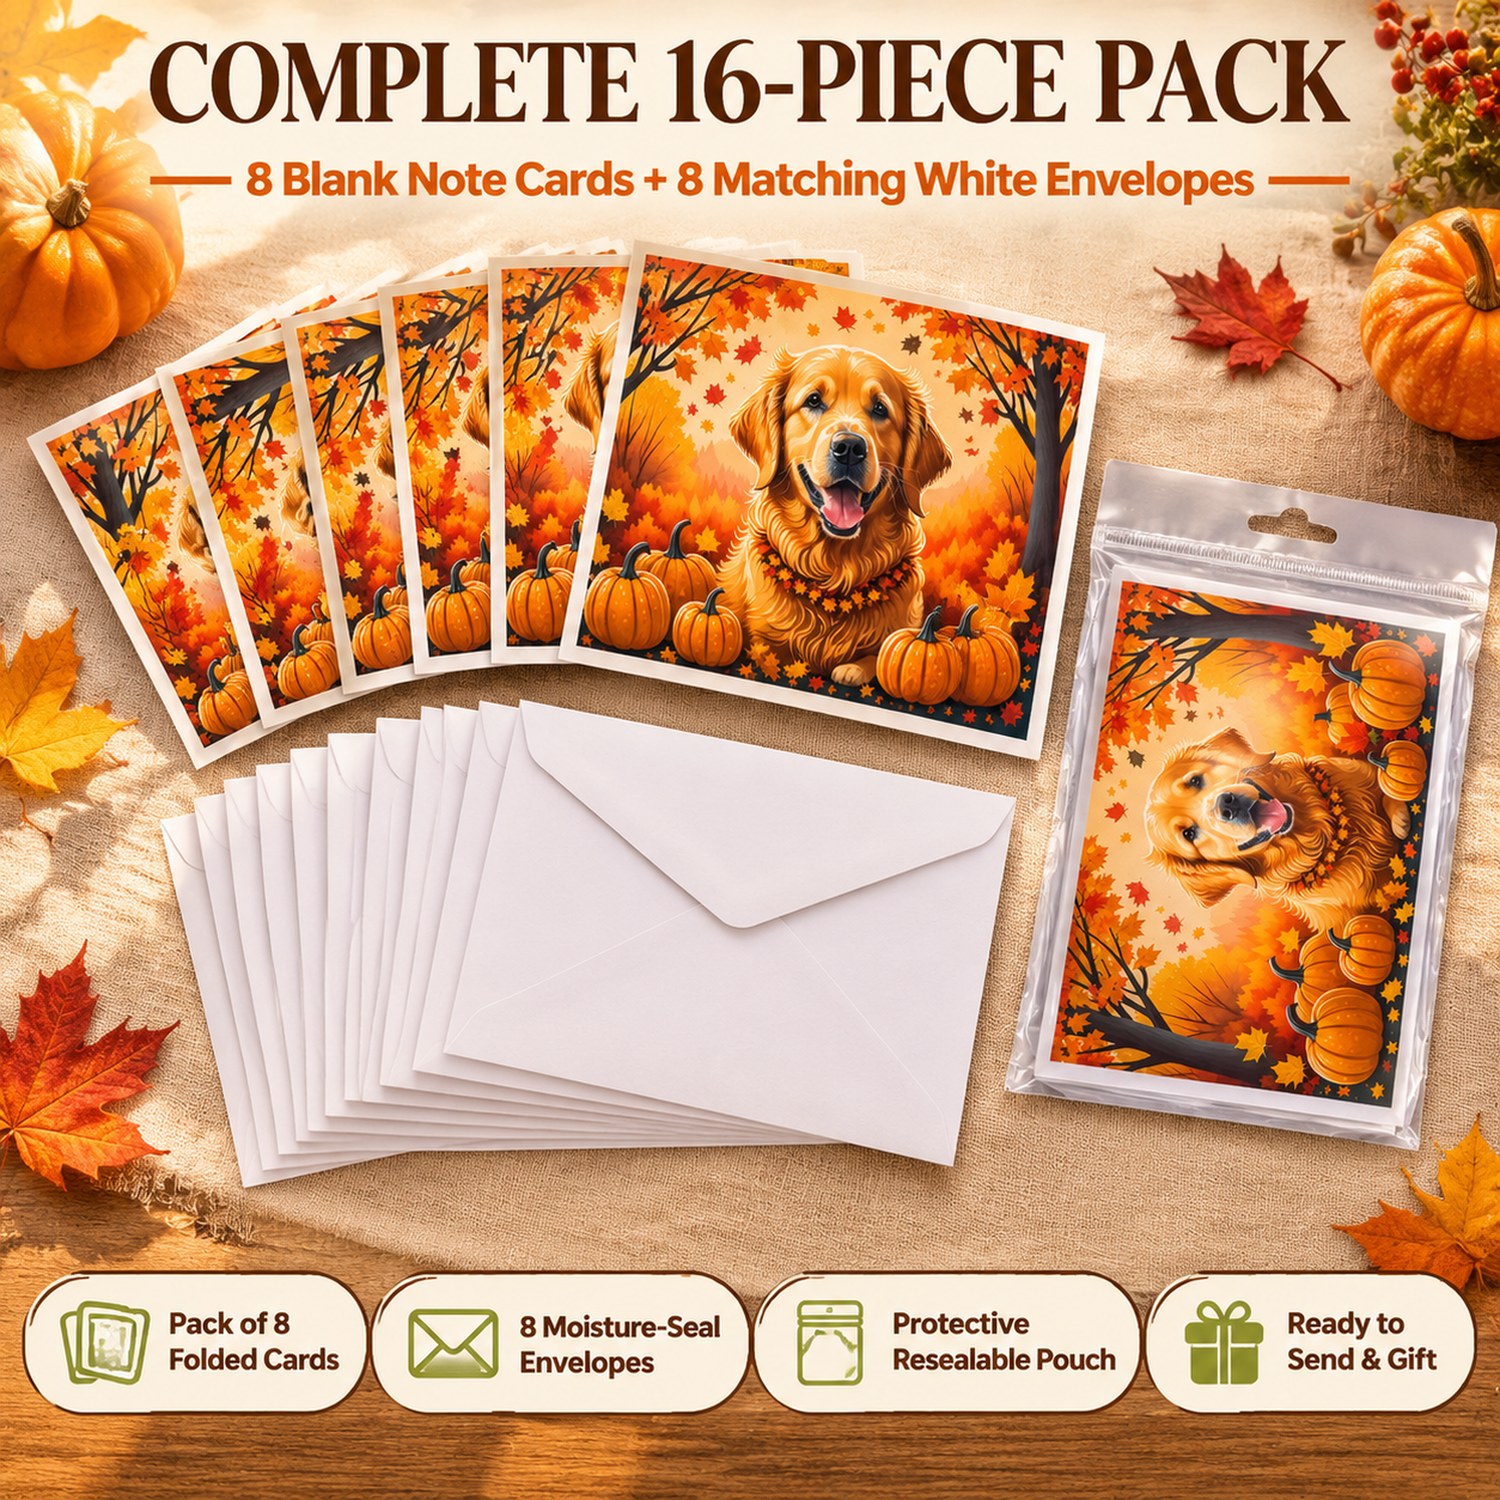 COMPLETE 16-PIECE PACK
8 Blank Note Cards + 8 Matching White Envelopes
Pack of 8
Folded Cards
8 Moisture-Seal
Envelopes
Protective
Resealable Pouch
Ready to
Send & Gift